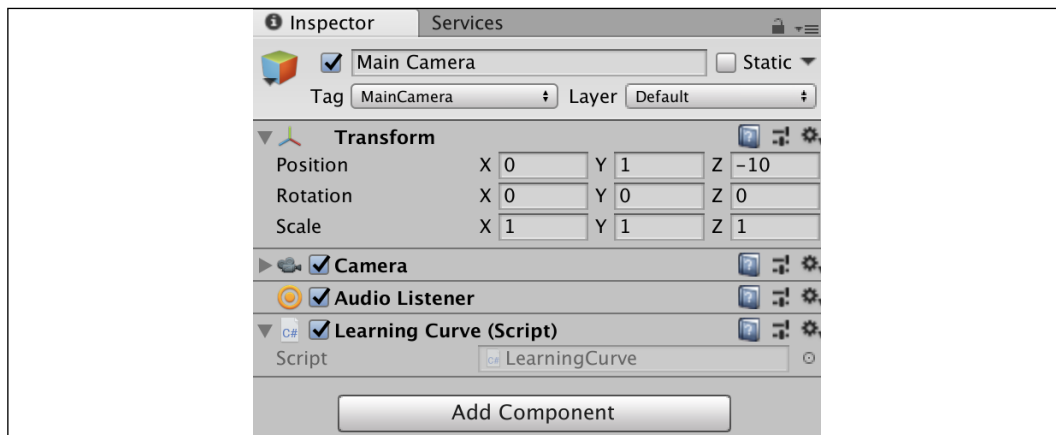 Inspector Services
Main Camera Static
Tag MainCamera Layer Default
Transform
Position X 0 Y 1 Z -10
Rotation X 0 Y 0 Z 0
Scale X 1 Y 1 Z 1
Camera
Audio Listener
C# Learning Curve (Script)
Script C# LearningCurve
Add Component